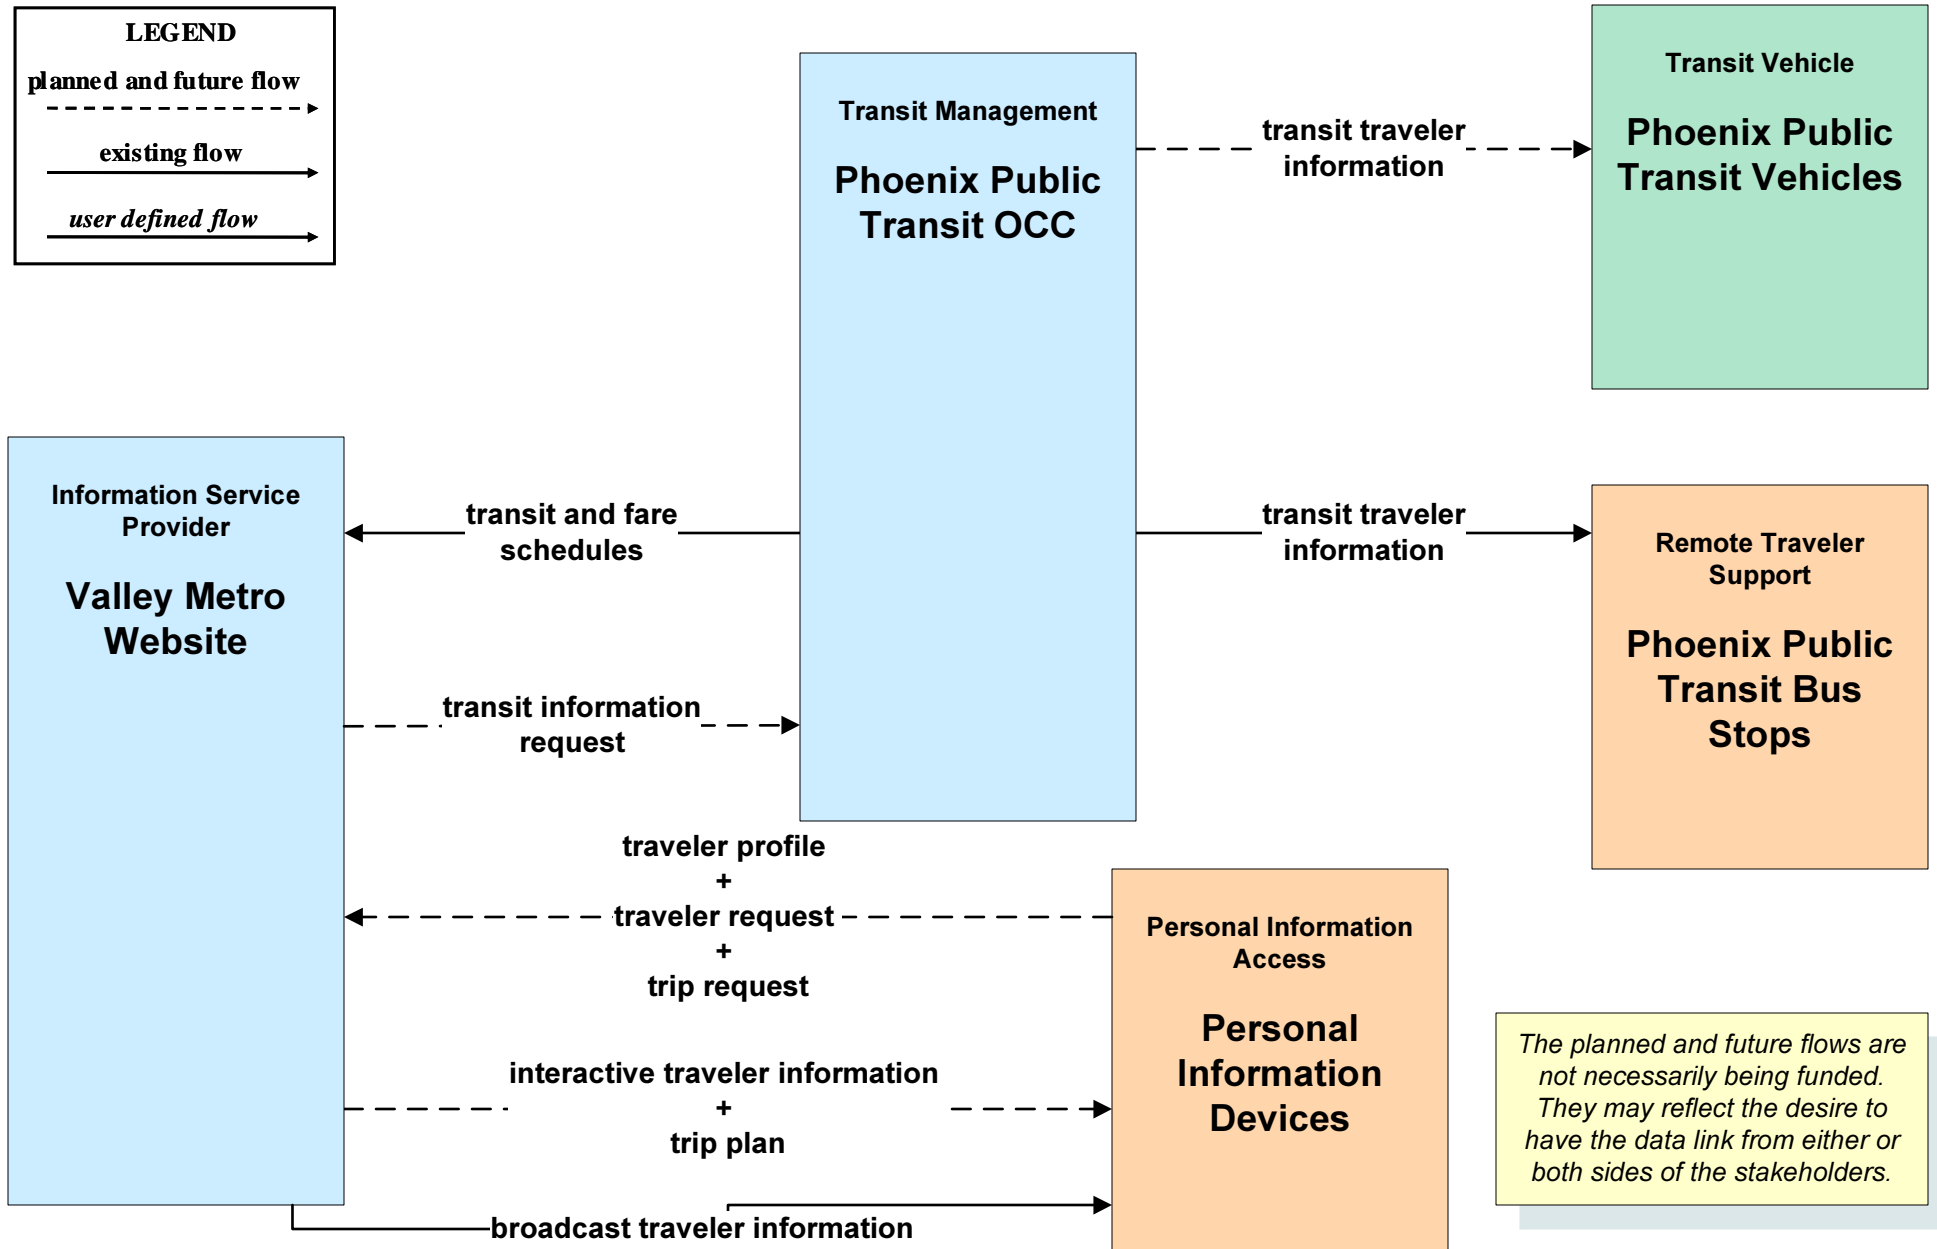 LEGEND
planned and future flow
existing flow
user defined flow
Transit Management
Phoenix Public
Transit OCC
transit traveler
information
Transit Vehicle
Phoenix Public
Transit Vehicles
Information Service
Provider
Valley Metro
Website
transit and fare
schedules
transit traveler
information
Remote Traveler
Support
Phoenix Public
Transit Bus
Stops
transit information
request
traveler profile
+
traveler request
+
trip request
Personal Information
Access
Personal
Information
Devices
interactive traveler information
+
trip plan
broadcast traveler information
The planned and future flows are
not necessarily being funded.
They may reflect the desire to
have the data link from either or
both sides of the stakeholders.